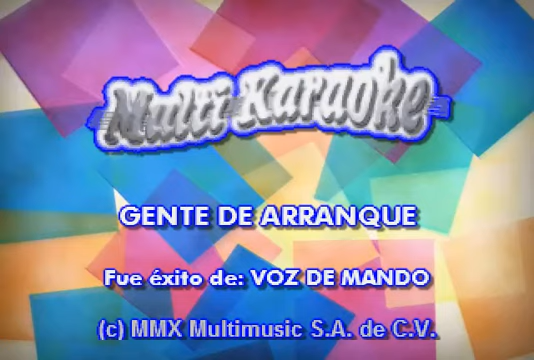 Multi Karaoke
GENTE DE ARRANQUE
Fue éxito de: VOZ DE MANDO
(c) MMX Multimusic S.A. de C.V.